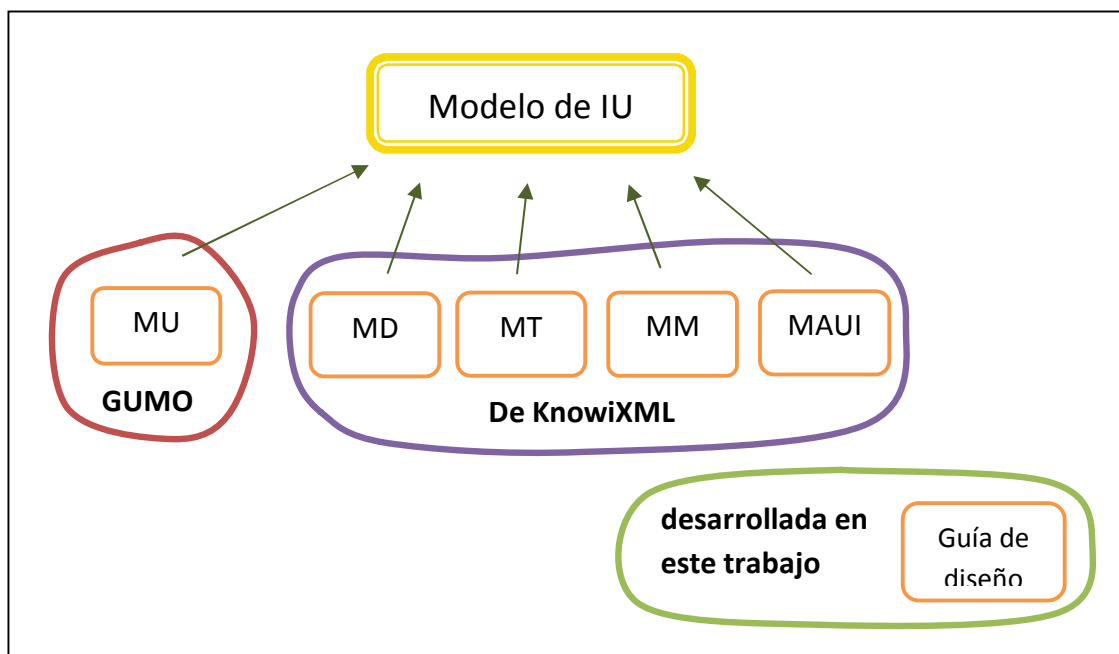 Modelo de IU
MU
MD
MT
MM
MAUI
GUMO
De KnowiXML
desarrollada en
este trabajo
Guía de
diseño